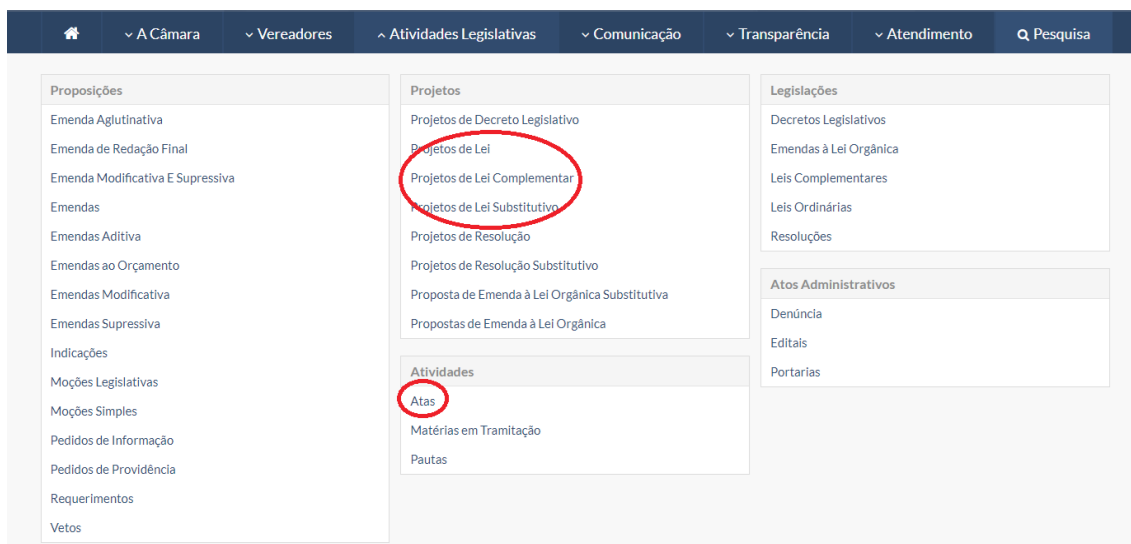 A Câmara
Vereadores
Atividades Legislativas
Comunicação
Transparência
Atendimento
Pesquisa
Proposições
Emenda Aglutinativa
Emenda de Redação Final
Emenda Modificativa E Supressiva
Emendas
Emendas Aditiva
Emendas ao Orçamento
Emendas Modificativa
Emendas Supressiva
Indicações
Moções Legislativas
Moções Simples
Pedidos de Informação
Pedidos de Providência
Requerimentos
Vetos
Projetos
Projetos de Decreto Legislativo
Projetos de Lei
Projetos de Lei Complementar
Projetos de Lei Substitutivo
Projetos de Resolução
Projetos de Resolução Substitutivo
Proposta de Emenda à Lei Orgânica Substitutiva
Propostas de Emenda à Lei Orgânica
Atividades
Atas
Matérias em Tramitação
Pautas
Legislações
Decretos Legislativos
Emendas à Lei Orgânica
Leis Complementares
Leis Ordinárias
Resoluções
Atos Administrativos
Denúncia
Editais
Portarias